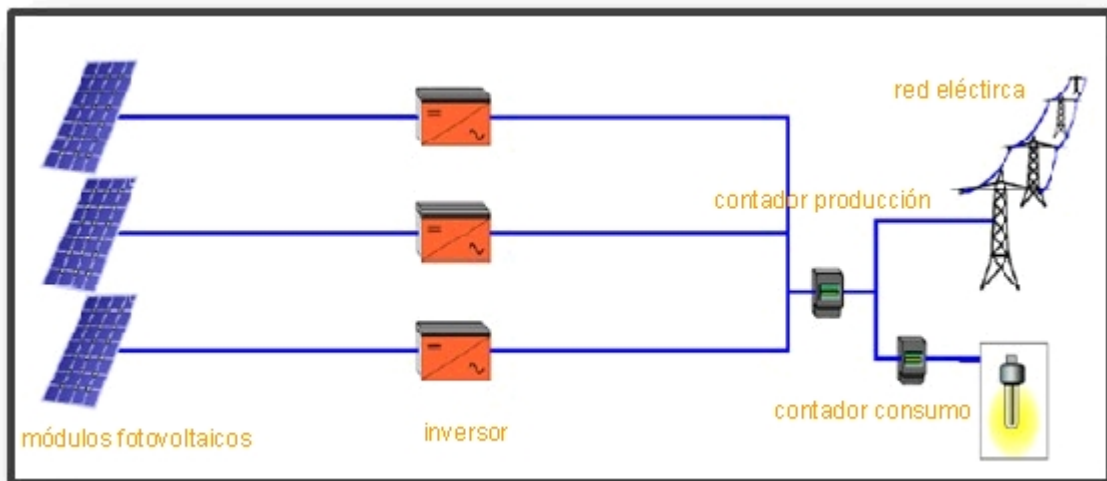 red eléctirca
contador producción
contador consumo
módulos fotovoltaicos
inversor